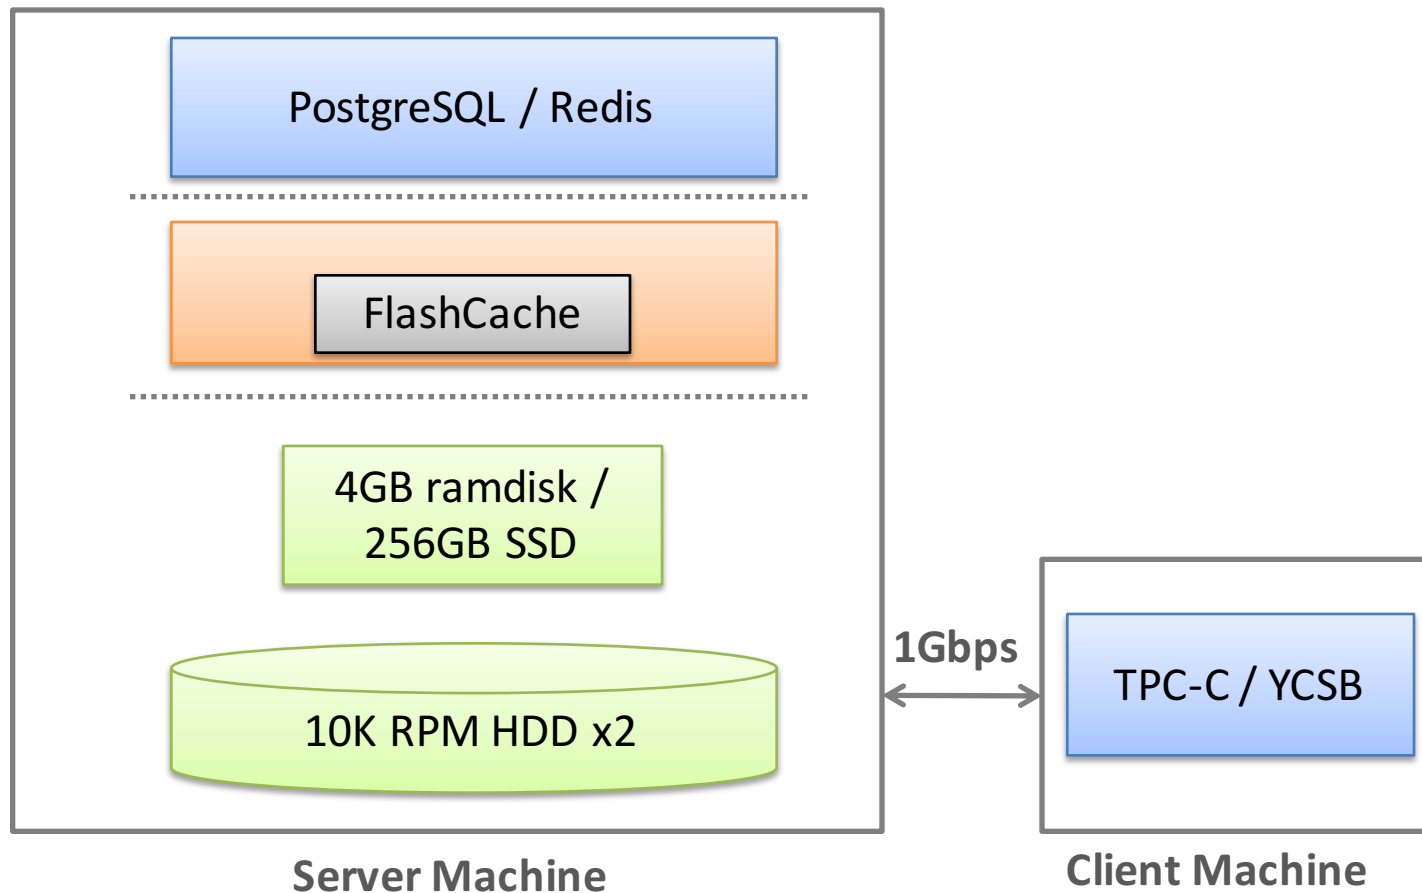 PostgreSQL / Redis
FlashCache
4GB ramdisk /
256GB SSD
10K RPM HDD x2
1Gbps
TPC-C / YCSB
Server Machine
Client Machine